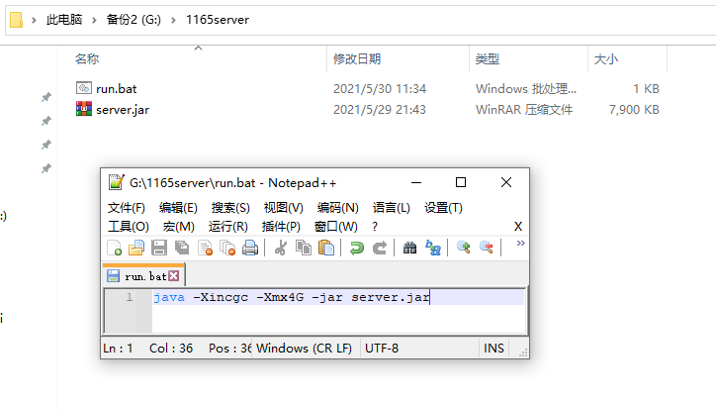 此电脑 > 备份2 (G:) > 1165server
名称 修改日期 类型 大小
run.bat 2021/5/30 11:34 Windows 批处理... 1 KB
server.jar 2021/5/29 21:43 WinRAR 压缩文件 7,900 KB
:)
i
G:\1165server\run.bat - Notepad++
文件(F) 编辑(E) 搜索(S) 视图(V) 编码(N) 语言(L) 设置(T)
工具(O) 宏(M) 运行(R) 插件(P) 窗口(W) ? X
run.bat
1 java -Xincgc -Xmx4G -jar server.jar
Ln : 1 Col : 36 Pos : 36 Windows (CR LF) UTF-8 INS